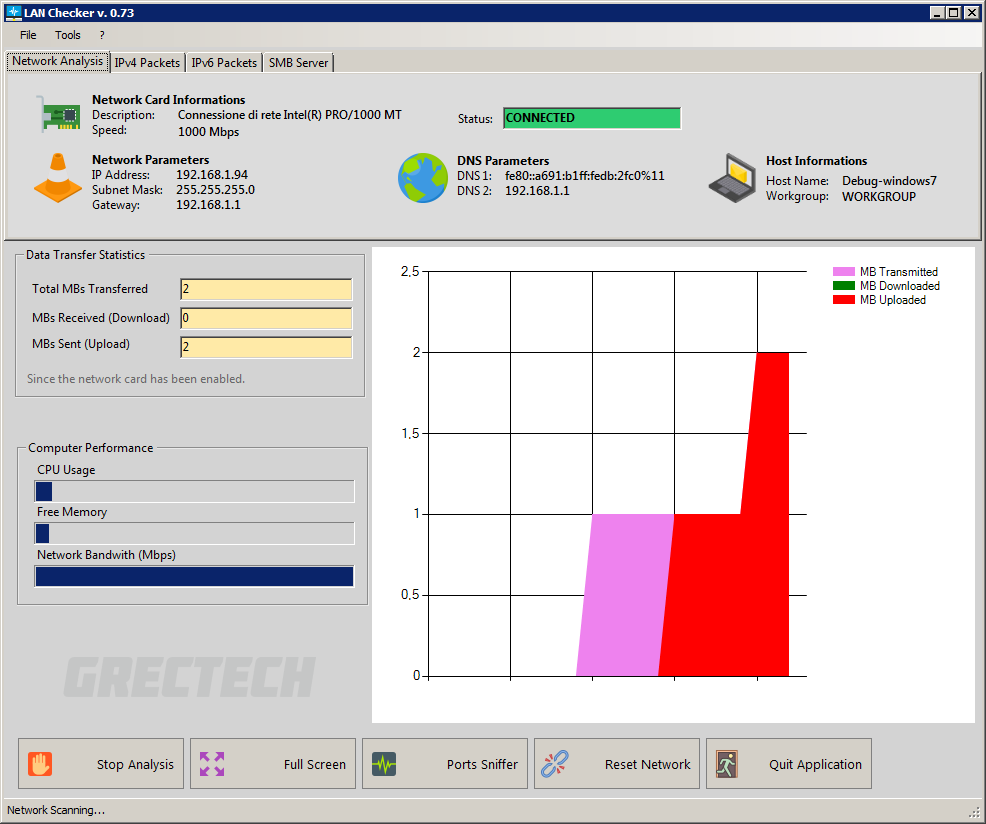 LAN Checker v. 0.73
File Tools ?
Network Analysis IPv4 Packets IPv6 Packets SMB Server
Network Card Informations
Description: Connessione di rete Intel(R) PRO/1000 MT
Speed: 1000 Mbps
Status: CONNECTED
Network Parameters
IP Address: 192.168.1.94
Subnet Mask: 255.255.255.0
Gateway: 192.168.1.1
DNS Parameters
DNS 1: fe80::a691:b1ff:fedb:2fc0%11
DNS 2: 192.168.1.1
Host Informations
Host Name: Debug-windows7
Workgroup: WORKGROUP
Data Transfer Statistics
Total MBs Transferred 2
MBs Received (Download) 0
MBs Sent (Upload) 2
Since the network card has been enabled.
Computer Performance
CPU Usage
Free Memory
Network Bandwith (Mbps)
GRECTECH
2,5
2
1,5
1
0,5
0
MB Transmitted
MB Downloaded
MB Uploaded
Stop Analysis Full Screen Ports Sniffer Reset Network Quit Application
Network Scanning...